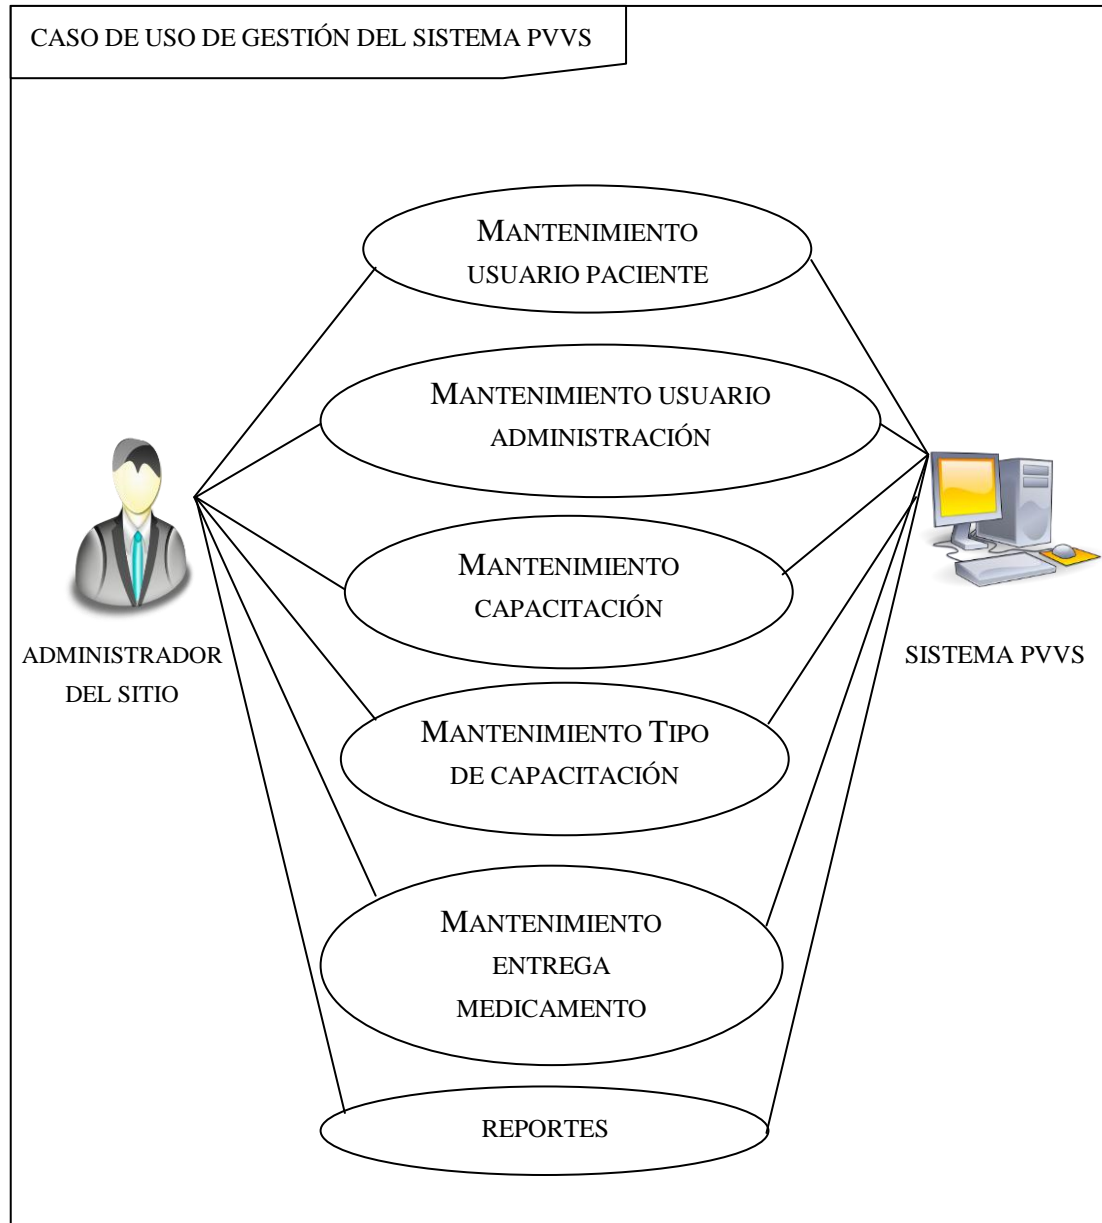 CASO DE USO DE GESTIÓN DEL SISTEMA PVVS
MANTENIMIENTO
USUARIO PACIENTE
MANTENIMIENTO USUARIO
ADMINISTRACIÓN
MANTENIMIENTO
CAPACITACIÓN
ADMINISTRADOR
DEL SITIO
SISTEMA PVVS
MANTENIMIENTO TIPO
DE CAPACITACIÓN
MANTENIMIENTO
ENTREGA
MEDICAMENTO
REPORTES